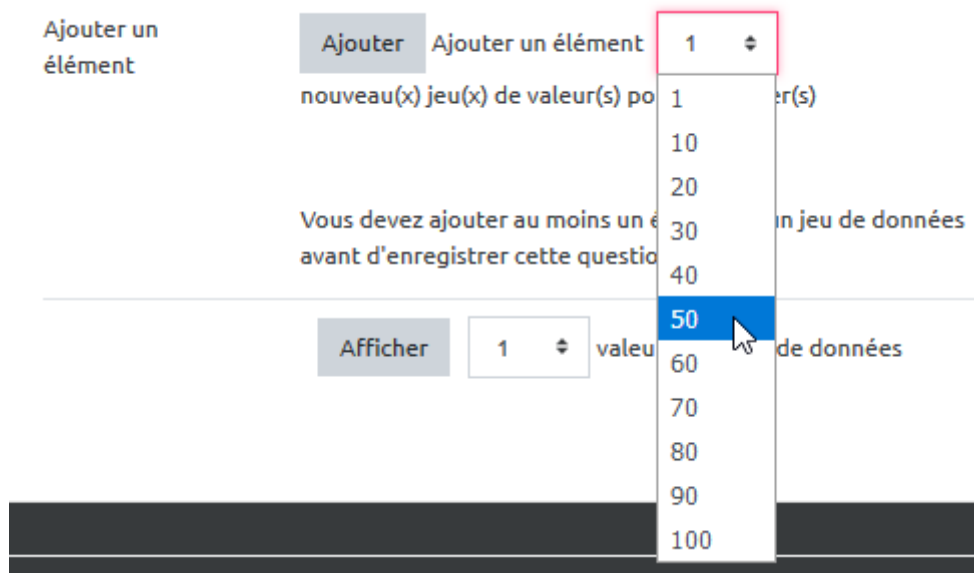 Ajouter un
élément
Ajouter Ajouter un élément 1
nouveau(x) jeu(x) de valeur(s) po er(s)
1
10
20
30
40
50
60
70
80
90
100
Vous devez ajouter au moins un un jeu de données
avant d'enregistrer cette questio
Afficher 1 valeu de données